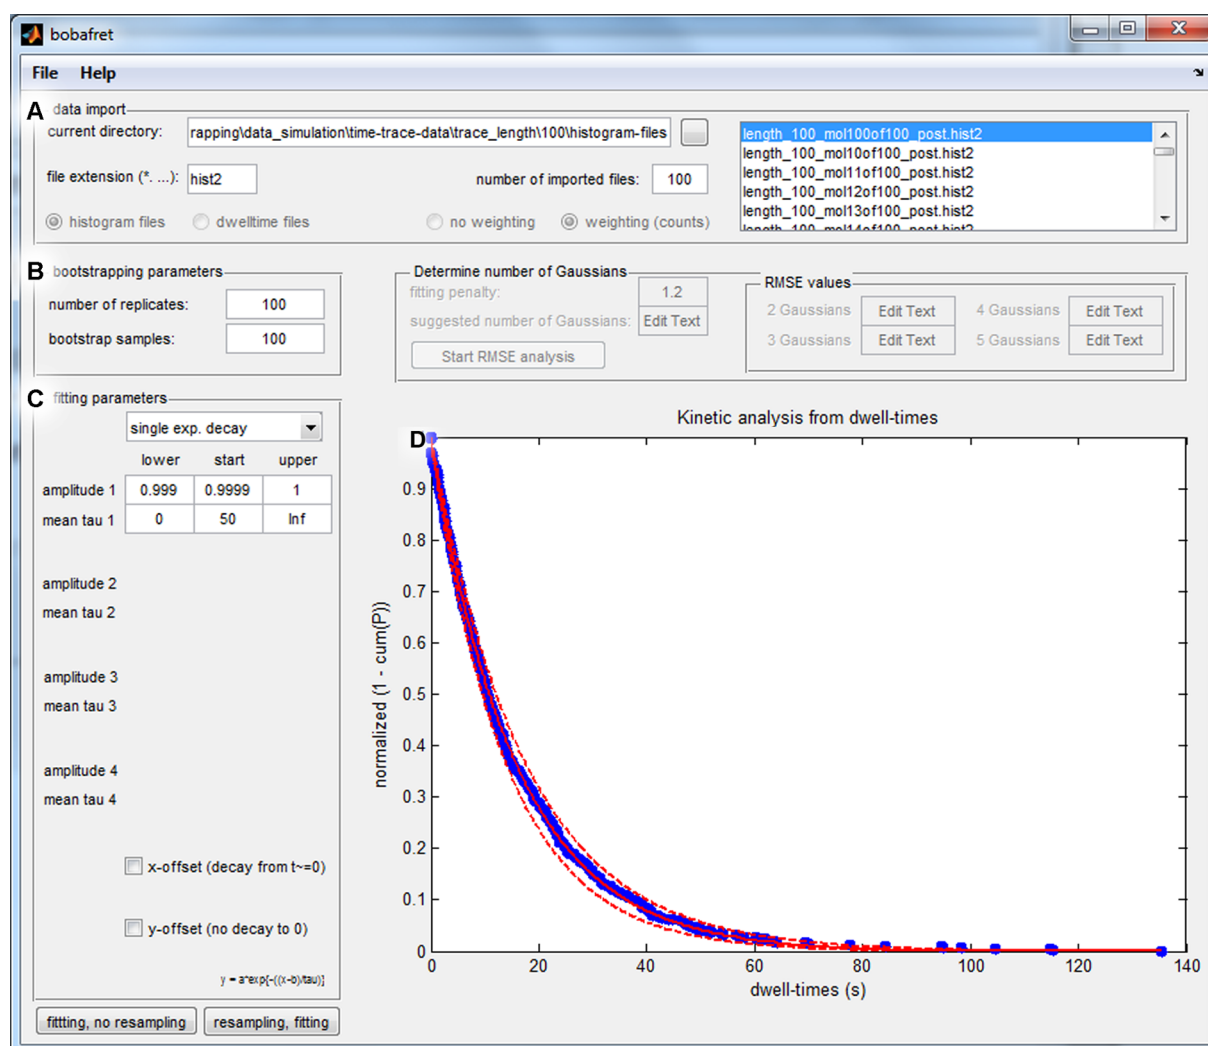 bobafret
File Help
A data import
current directory: rapping\data_simulation\time-trace-data\trace_length\100\histogram-files
file extension (*. ...): hist2 number of imported files: 100
histogram files dwelltime files no weighting weighting (counts)
length_100_mol100of100_post.hist2
length_100_mol10of100_post.hist2
length_100_mol11of100_post.hist2
length_100_mol12of100_post.hist2
length_100_mol13of100_post.hist2
length_100_mol14of100_post.hist2
B bootstrapping parameters
number of replicates: 100
bootstrap samples: 100
Determine number of Gaussians
fitting penalty: 1.2
suggested number of Gaussians: Edit Text
Start RMSE analysis
RMSE values
2 Gaussians Edit Text 4 Gaussians Edit Text
3 Gaussians Edit Text 5 Gaussians Edit Text
C fitting parameters
single exp. decay
lower start upper
amplitude 1 0.999 0.9999 1
mean tau 1 0 50 Inf
amplitude 2
mean tau 2
amplitude 3
mean tau 3
amplitude 4
mean tau 4
x-offset (decay from t~=0)
y-offset (no decay to 0)
y = a*exp[-((x-b)/tau)]
fittting, no resampling resampling, fitting
Kinetic analysis from dwell-times
D
0.9
0.8
0.7
0.6
0.5
0.4
0.3
0.2
0.1
0
normalized (1 - cum(P))
0 20 40 60 80 100 120 140
dwell-times (s)